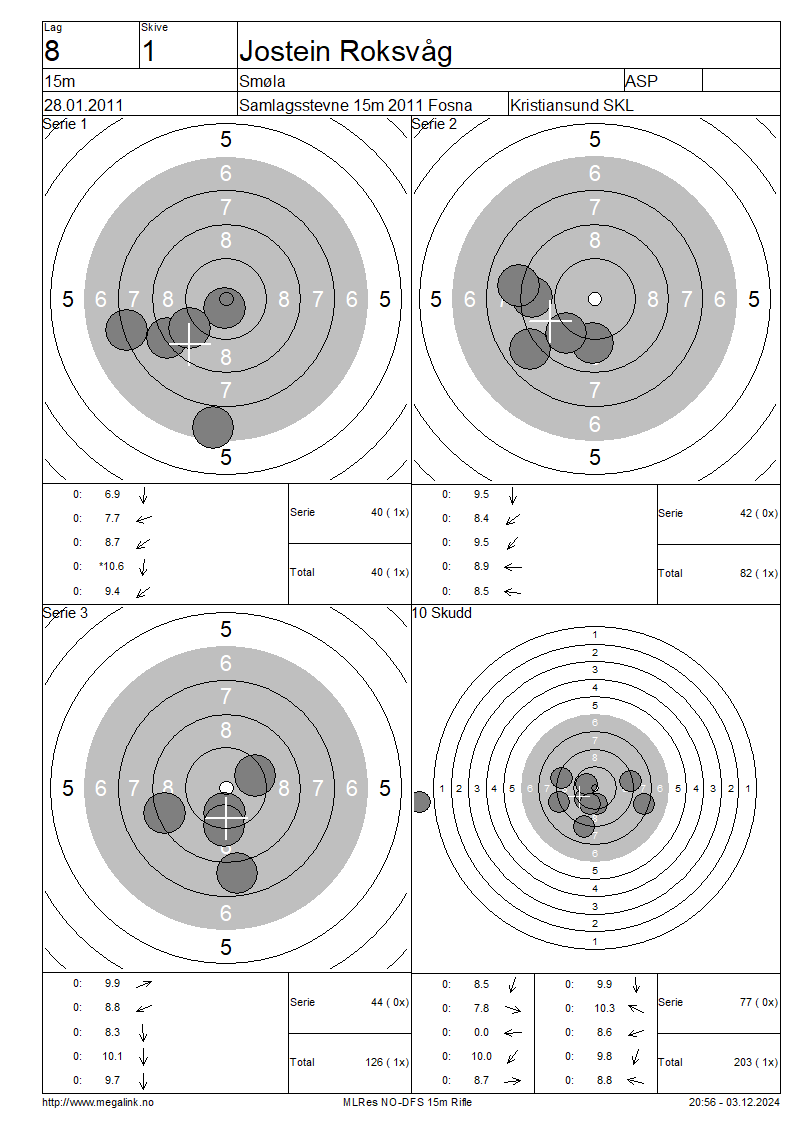 Lag Skive
8 1 Jostein Roksvåg
15m Smøla ASP
28.01.2011 Samlagsstevne 15m 2011 Fosna Kristiansund SKL
Serie 1
5
6
7
8
5 6 7 8 8 7 6 5
8
7
5
0: 6.9
0: 7.7
0: 8.7
0: *10.6
0: 9.4
Serie 40 ( 1x)
Total 40 ( 1x)
Serie 2
5
6
7
8
5 6 7 8 7 6 5
7
6
5
0: 9.5
0: 8.4
0: 9.5
0: 8.9
0: 8.5
Serie 42 ( 0x)
Total 82 ( 1x)
Serie 3
5
6
7
8
5 6 7 8 8 7 6 5
8
6
5
0: 9.9
0: 8.8
0: 8.3
0: 10.1
0: 9.7
Serie 44 ( 0x)
Total 126 ( 1x)
10 Skudd
1
2
3
4
5
6
7
8
1 2 3 4 5 6 7 6 5 4 3 2 1
7
6
5
4
3
2
1
0: 8.5 0: 9.9
0: 7.8 0: 10.3
0: 0.0 0: 8.6
0: 10.0 0: 9.8
0: 8.7 0: 8.8
Serie 77 ( 0x)
Total 203 ( 1x)
http://www.megalink.no MLRes NO-DFS 15m Rifle 20:56 - 03.12.2024